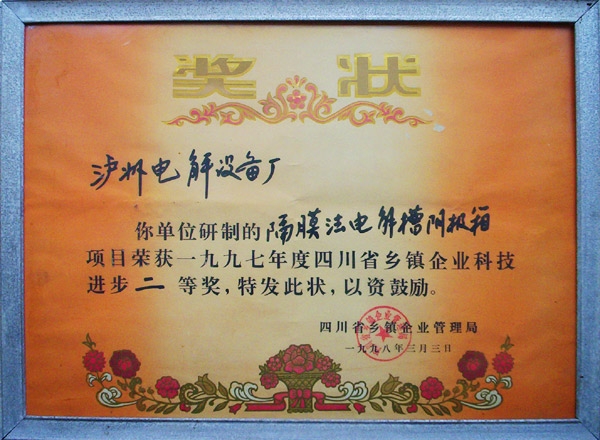 奖状
泸州电解设备厂
你单位研制的隔膜法电解槽阴极箱
项目荣获一九九七年度四川省乡镇企业科技
进步二等奖，特发此状，以资鼓励。
四川省乡镇企业管理局
一九九八年三月三日